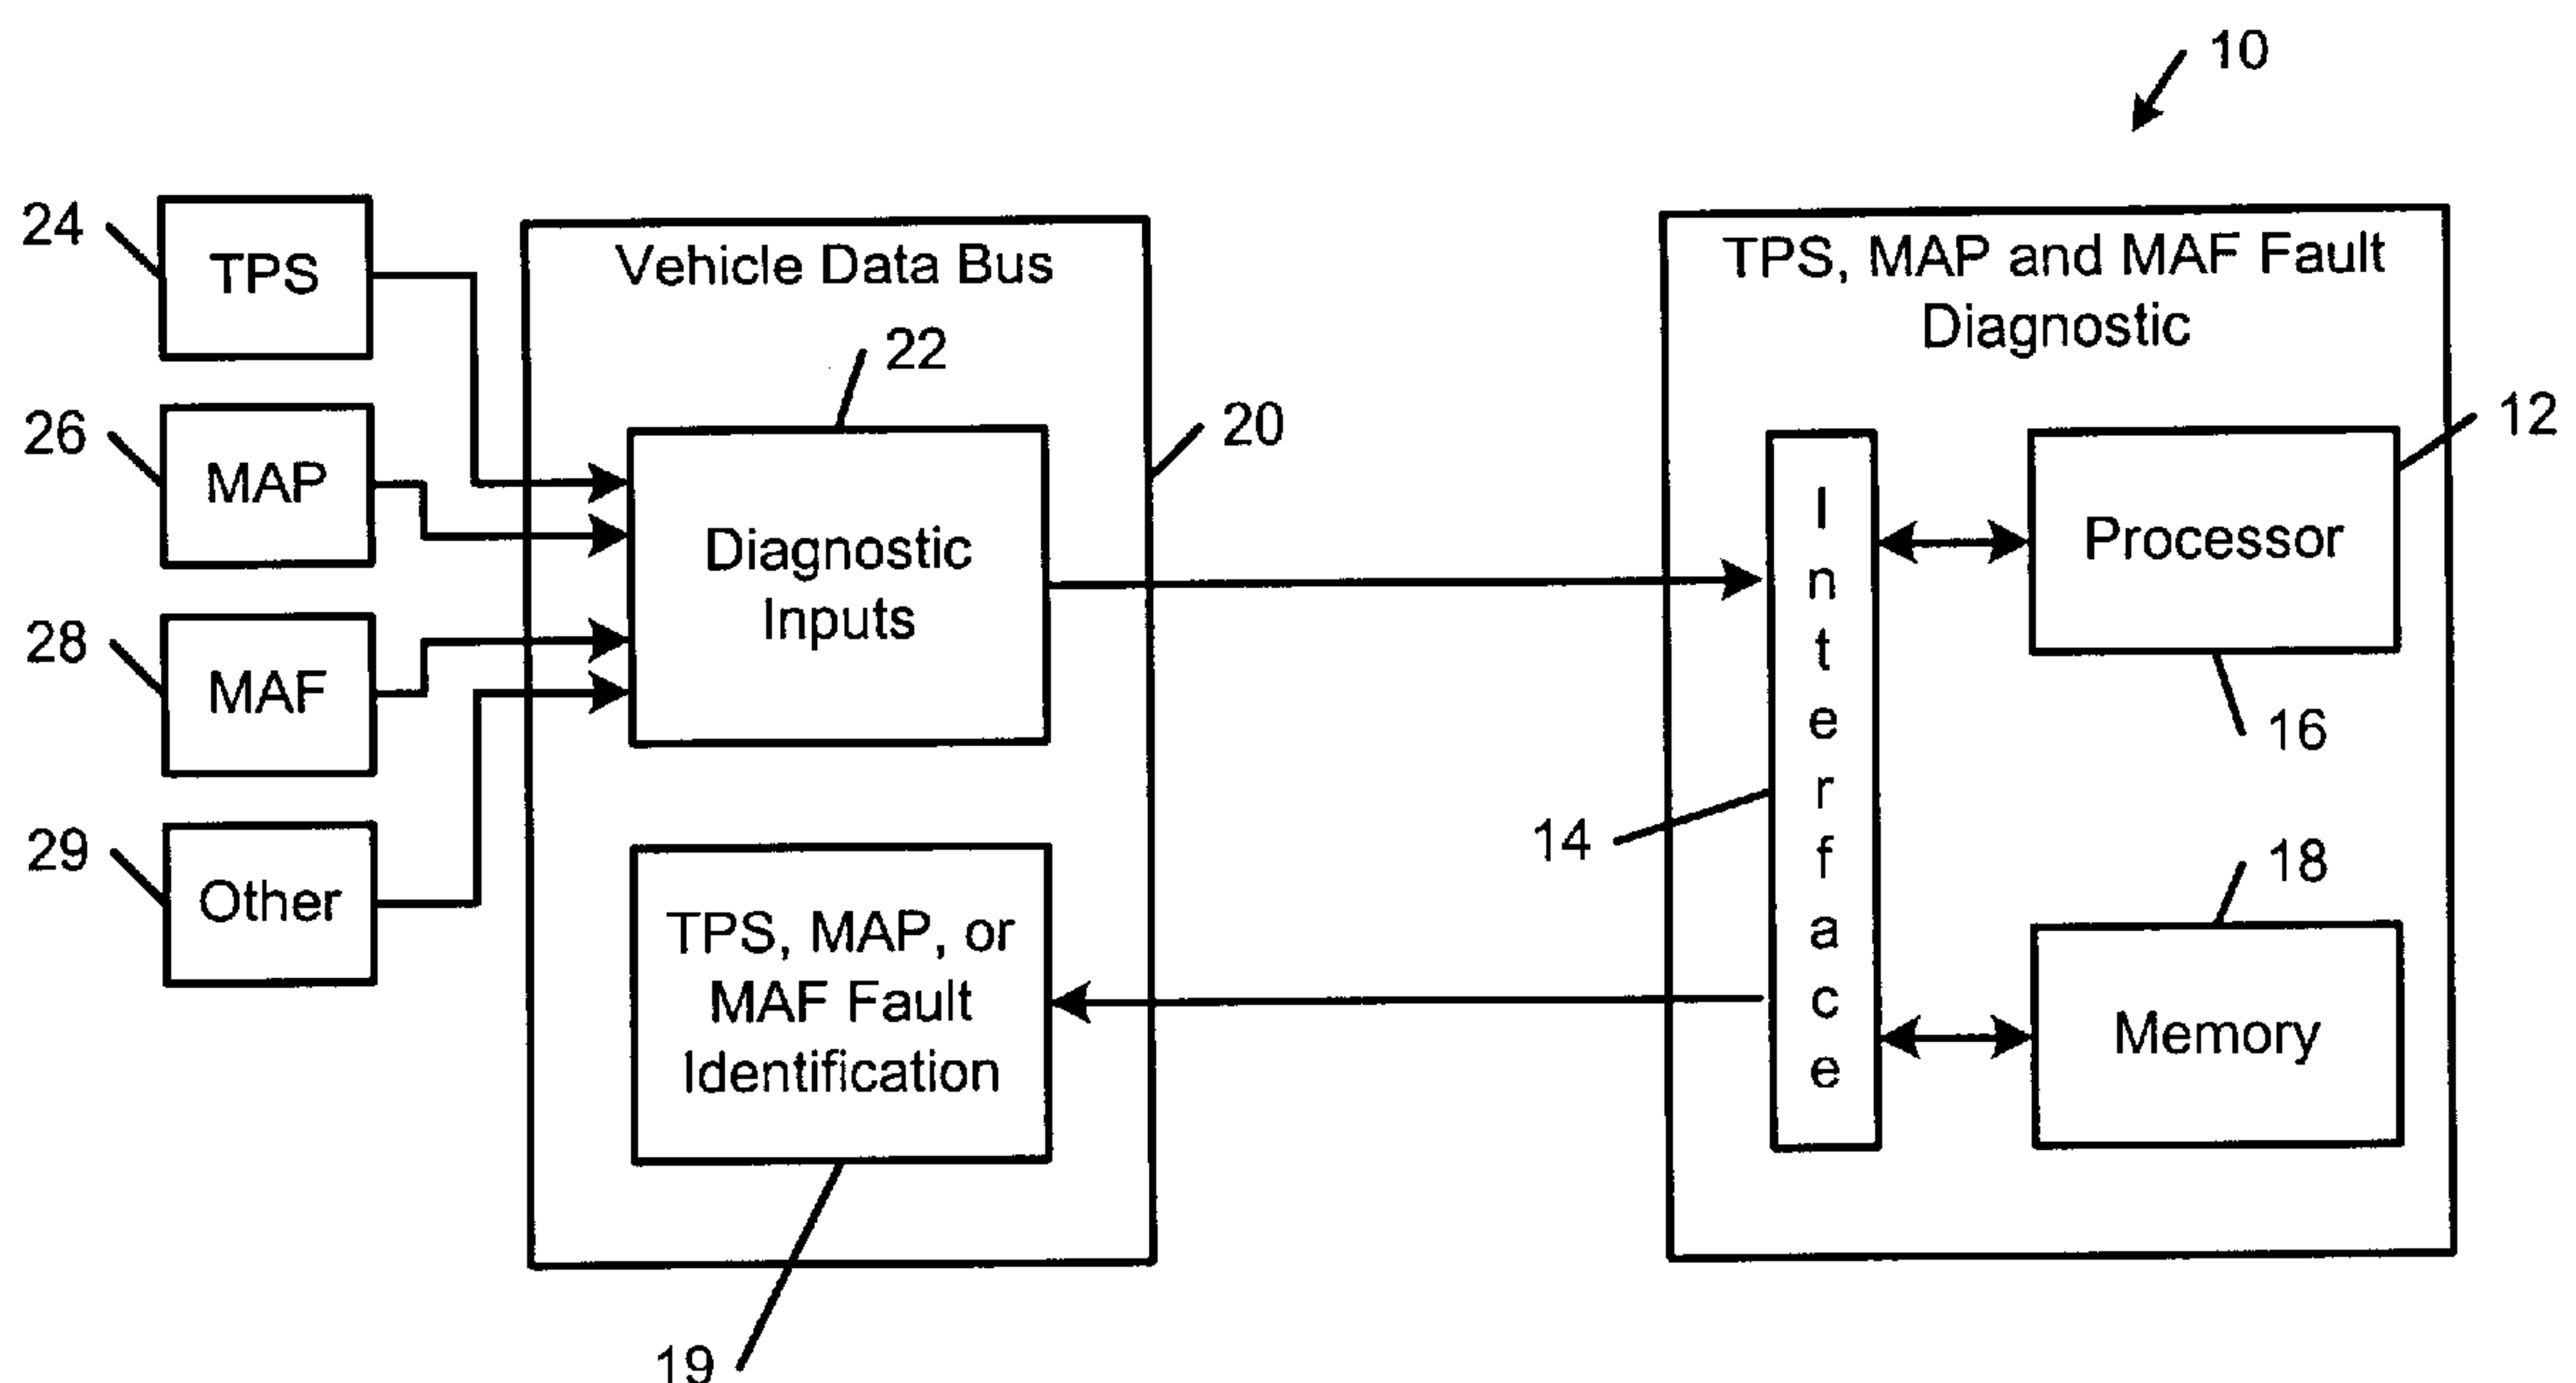 10
24
TPS
26
MAP
28
MAF
29
Other
Vehicle Data Bus
22
Diagnostic
Inputs
20
TPS, MAP, or
MAF Fault
Identification
19
TPS, MAP and MAF Fault
Diagnostic
12
Interface
14
Processor
16
18
Memory